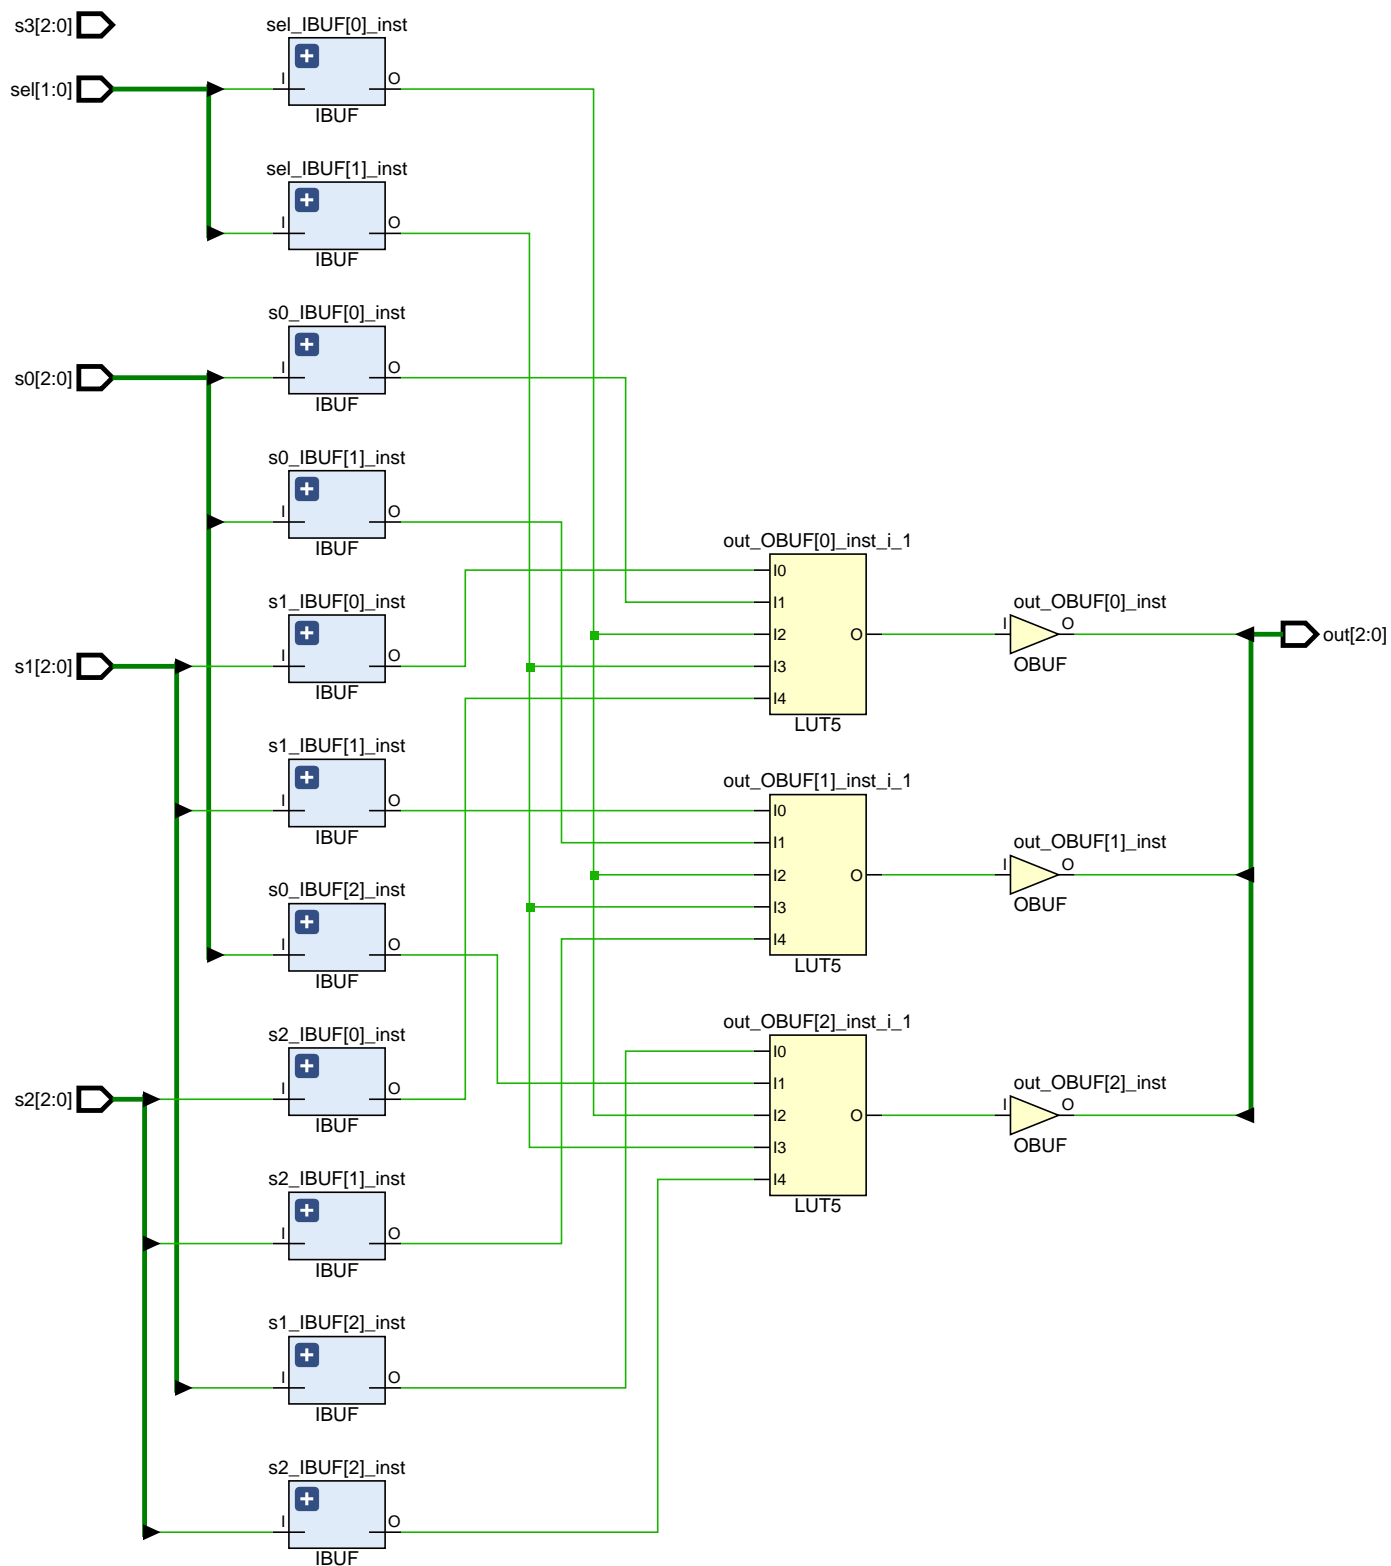 s3[2:0]
sel[1:0]
s0[2:0]
s1[2:0]
s2[2:0]
sel_IBUF[0]_inst
I
O
IBUF
sel_IBUF[1]_inst
I
O
IBUF
s0_IBUF[0]_inst
I
O
IBUF
s0_IBUF[1]_inst
I
O
IBUF
s1_IBUF[0]_inst
I
O
IBUF
s1_IBUF[1]_inst
I
O
IBUF
s0_IBUF[2]_inst
I
O
IBUF
s2_IBUF[0]_inst
I
O
IBUF
s2_IBUF[1]_inst
I
O
IBUF
s1_IBUF[2]_inst
I
O
IBUF
s2_IBUF[2]_inst
I
O
IBUF
out_OBUF[0]_inst_i_1
I0
I1
I2
I3
I4
O
LUT5
out_OBUF[1]_inst_i_1
I0
I1
I2
I3
I4
O
LUT5
out_OBUF[2]_inst_i_1
I0
I1
I2
I3
I4
O
LUT5
out_OBUF[0]_inst
I
O
OBUF
out_OBUF[1]_inst
I
O
OBUF
out_OBUF[2]_inst
I
O
OBUF
out[2:0]